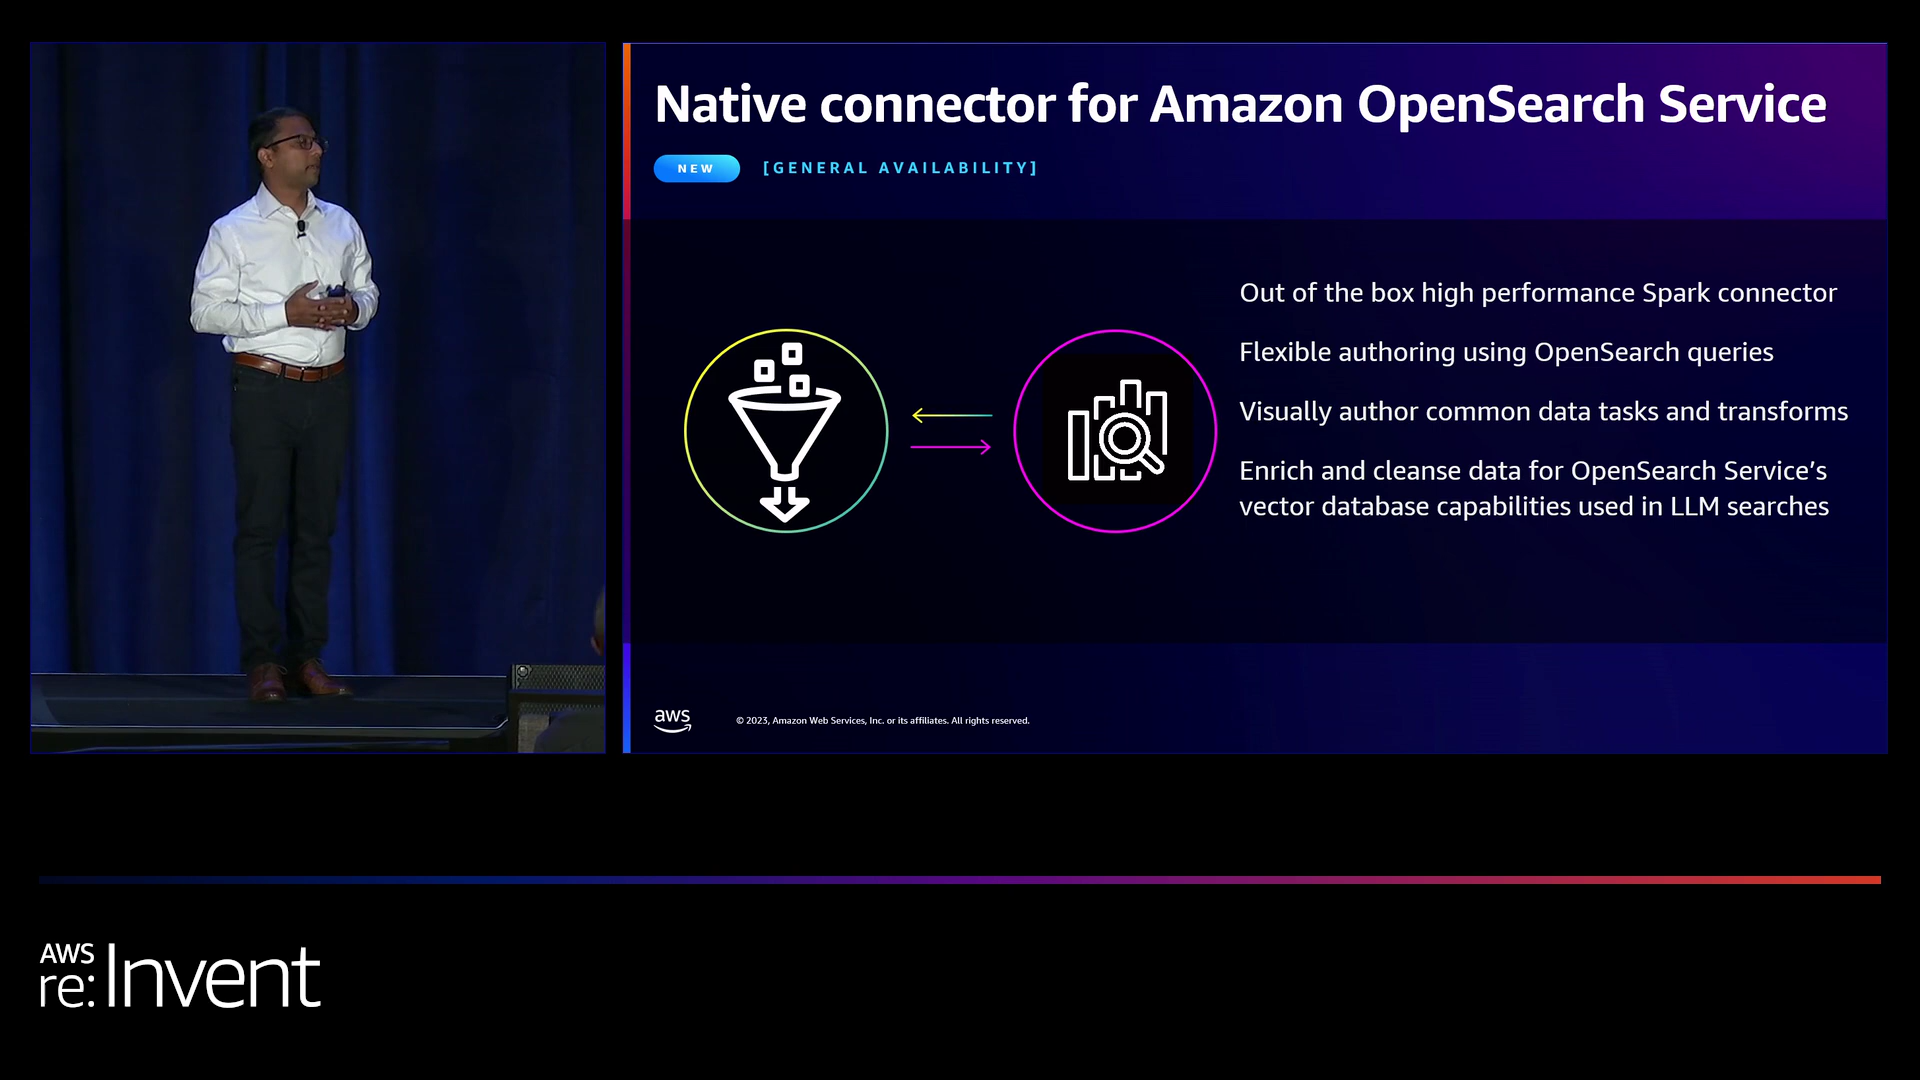 Native connector for Amazon OpenSearch Service
NEW
[GENERAL AVAILABILITY]
Out of the box high performance Spark connector
Flexible authoring using OpenSearch queries
Visually author common data tasks and transforms
Enrich and cleanse data for OpenSearch Service's
vector database capabilities used in LLM searches
aws
© 2023, Amazon Web Services, Inc. or its affiliates. All rights reserved.
AWS
re:Invent